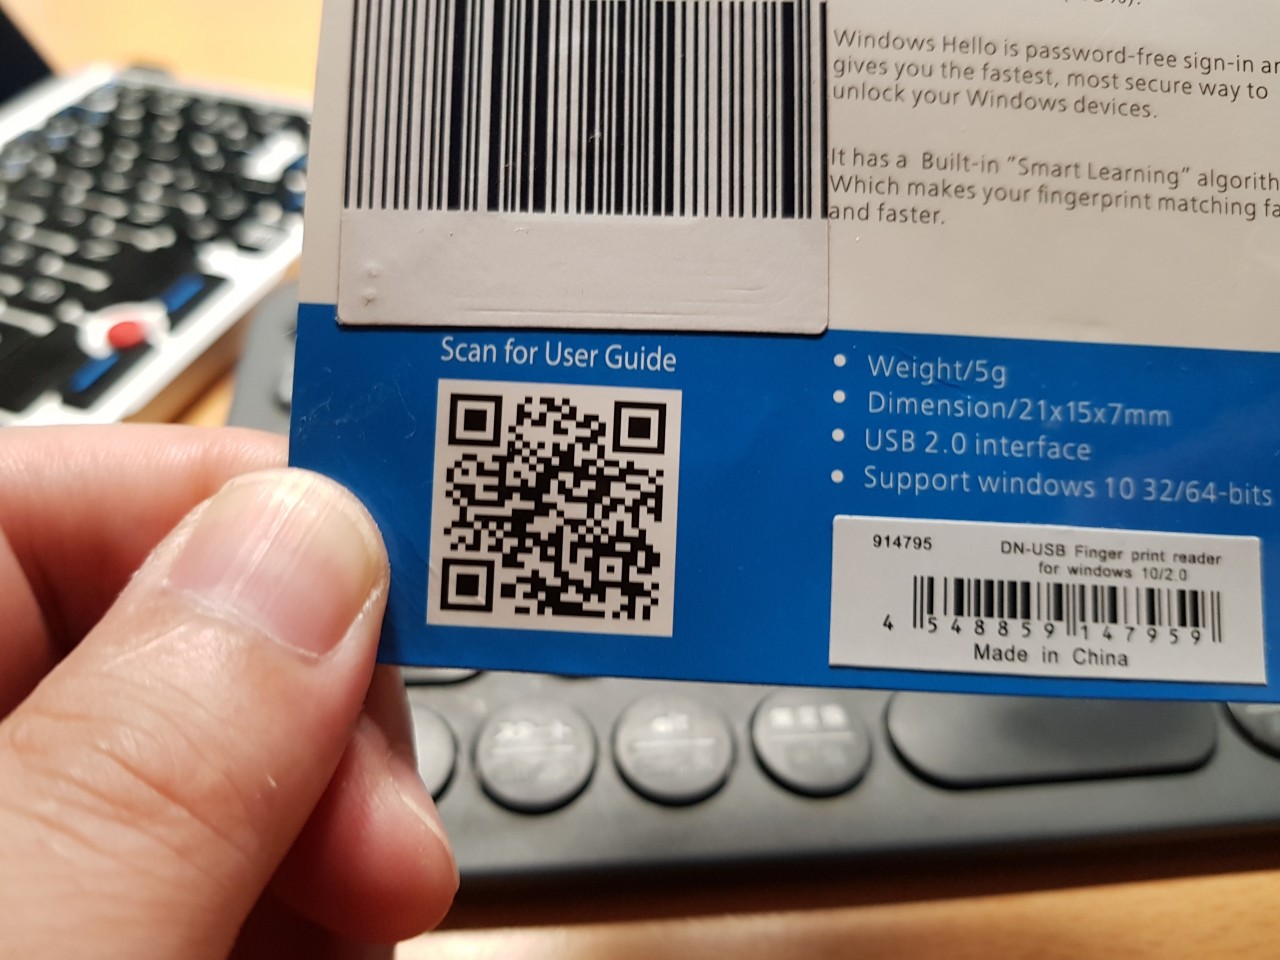 Windows Hello is password-free sign-in
gives you the fastest, most secure way to
unlock your Windows devices.
It has a Built-in "Smart Learning"
Which makes your fingerprint matching
and faster.
Scan for User Guide
• Weight/5g
• Dimension/21x15x7mm
• USB 2.0 interface
• Support windows 10 32/64-bits
914795 DN-USB Finger print reader
for windows 10/2.0
4 548859 147959
Made in China